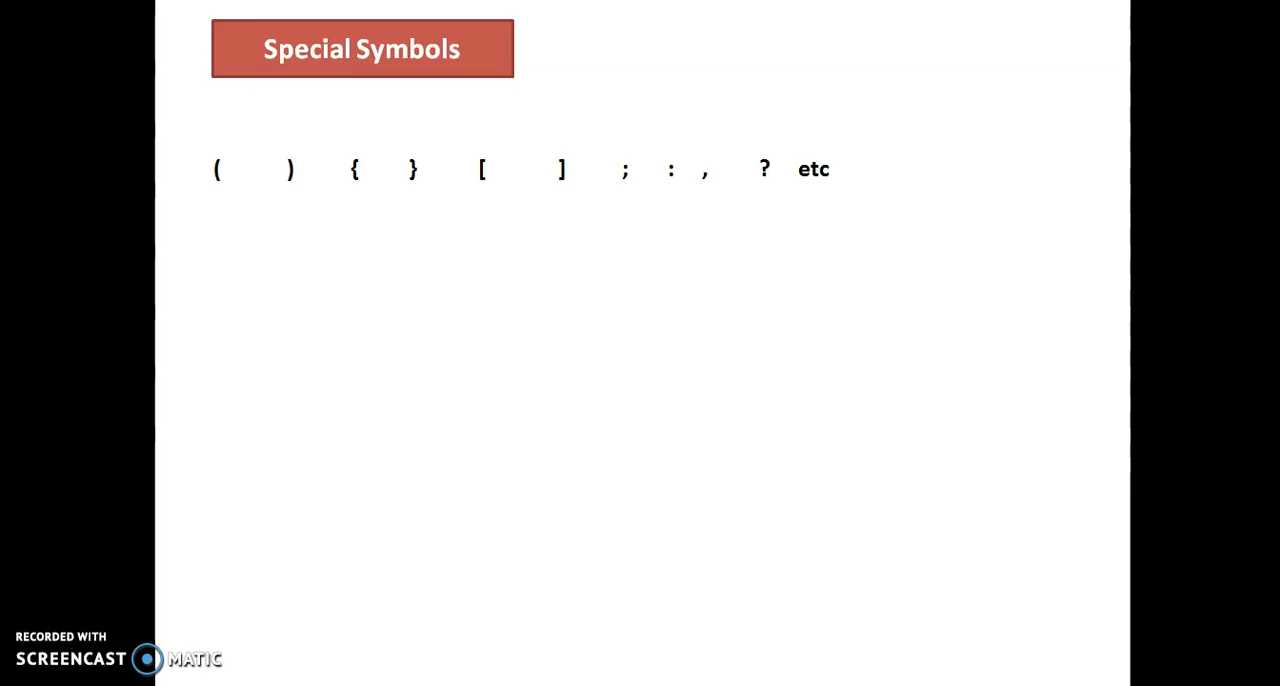 Special Symbols
( ) { } [ ] ; : , ? etc
RECORDED WITH
SCREENCAST MATIC